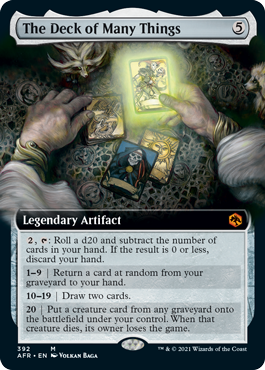 The Deck of Many Things 5
Legendary Artifact
2, T: Roll a d20 and subtract the number of
cards in your hand. If the result is 0 or less,
discard your hand.
1–9 | Return a card at random from your
graveyard to your hand.
10–19 | Draw two cards.
20 | Put a creature card from any graveyard onto
the battlefield under your control. When that
creature dies, its owner loses the game.
392 M
AFR • EN VOLKAN BAGA
™ & © 2021 Wizards of the Coast